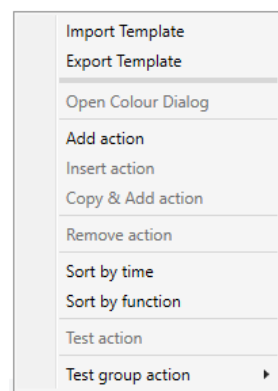 Import Template
Export Template
Open Colour Dialog
Add action
Insert action
Copy & Add action
Remove action
Sort by time
Sort by function
Test action
Test group action